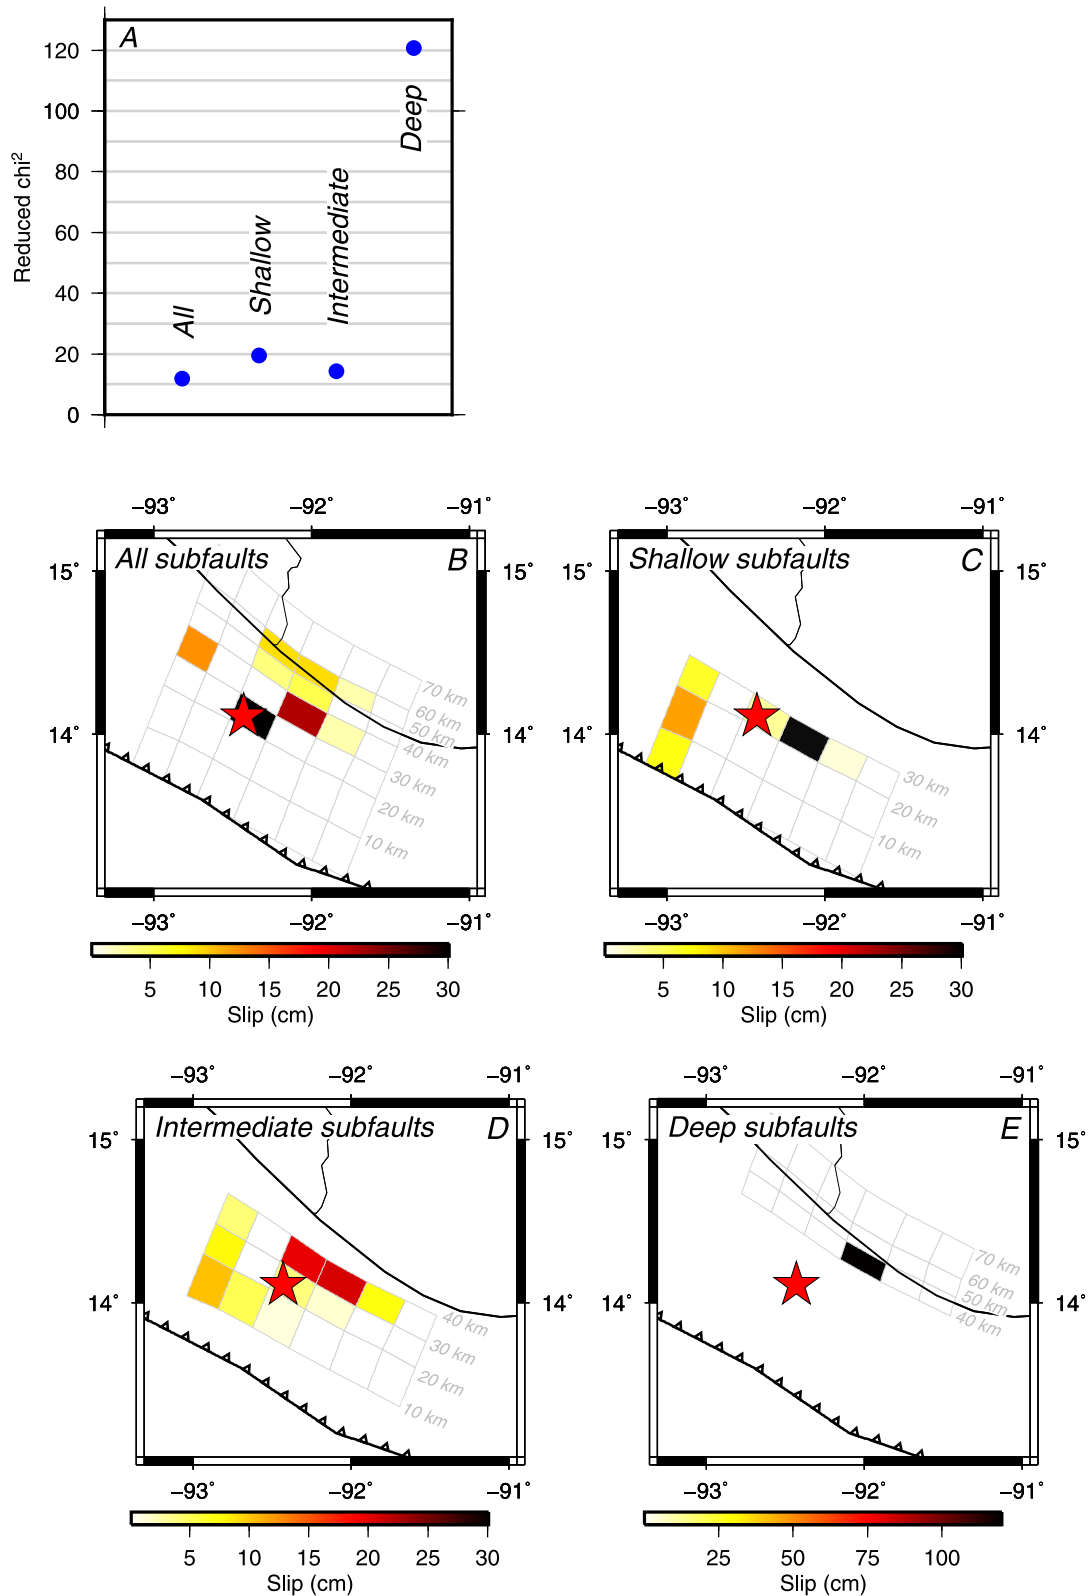 A
120
100
80
60
40
20
0
Reduced chi²
All
Shallow
Intermediate
Deep
−93° −92° −91°
All subfaults B
15°
14°
70 km
60 km
50 km
40 km
30 km
20 km
10 km
−93° −92° −91°
5 10 15 20 25 30
Slip (cm)
−93° −92° −91°
Shallow subfaults C
15° 15°
14° 14°
30 km
20 km
10 km
−93° −92° −91°
5 10 15 20 25 30
Slip (cm)
−93° −92° −91°
Intermediate subfaults D
15° 15°
14° 14°
40 km
30 km
20 km
10 km
−93° −92° −91°
5 10 15 20 25 30
Slip (cm)
−93° −92° −91°
Deep subfaults E
15°
14°
70 km
60 km
50 km
40 km
−93° −92° −91°
25 50 75 100
Slip (cm)